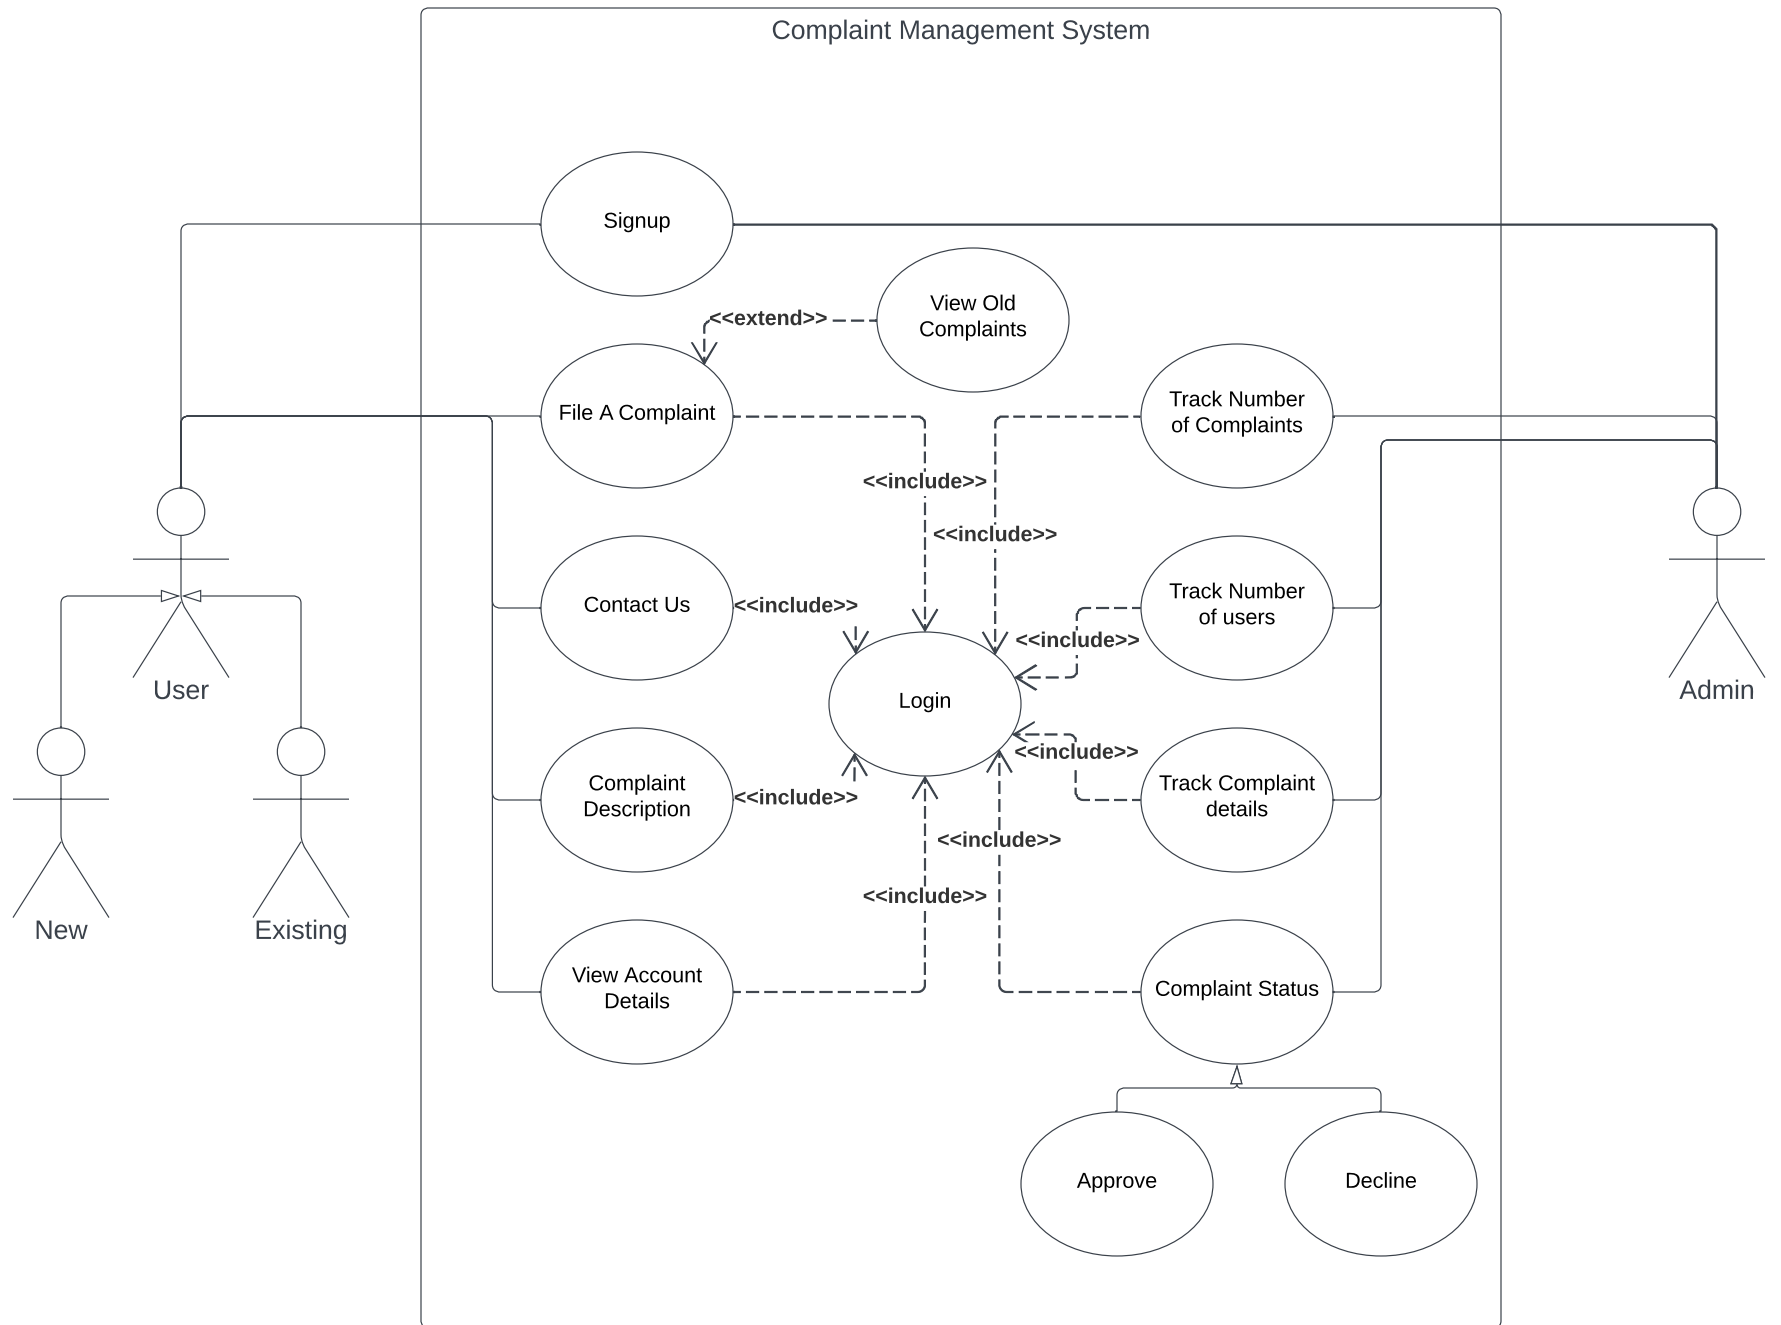 Complaint Management System
Signup
View Old
Complaints
<<extend>>
File A Complaint
Track Number
of Complaints
<<include>>
<<include>>
Contact Us
<<include>>
Track Number
of users
<<include>>
User
Login
Admin
Complaint
Description
<<include>>
<<include>>
Track Complaint
details
<<include>>
<<include>>
New
Existing
View Account
Details
Complaint Status
Approve
Decline